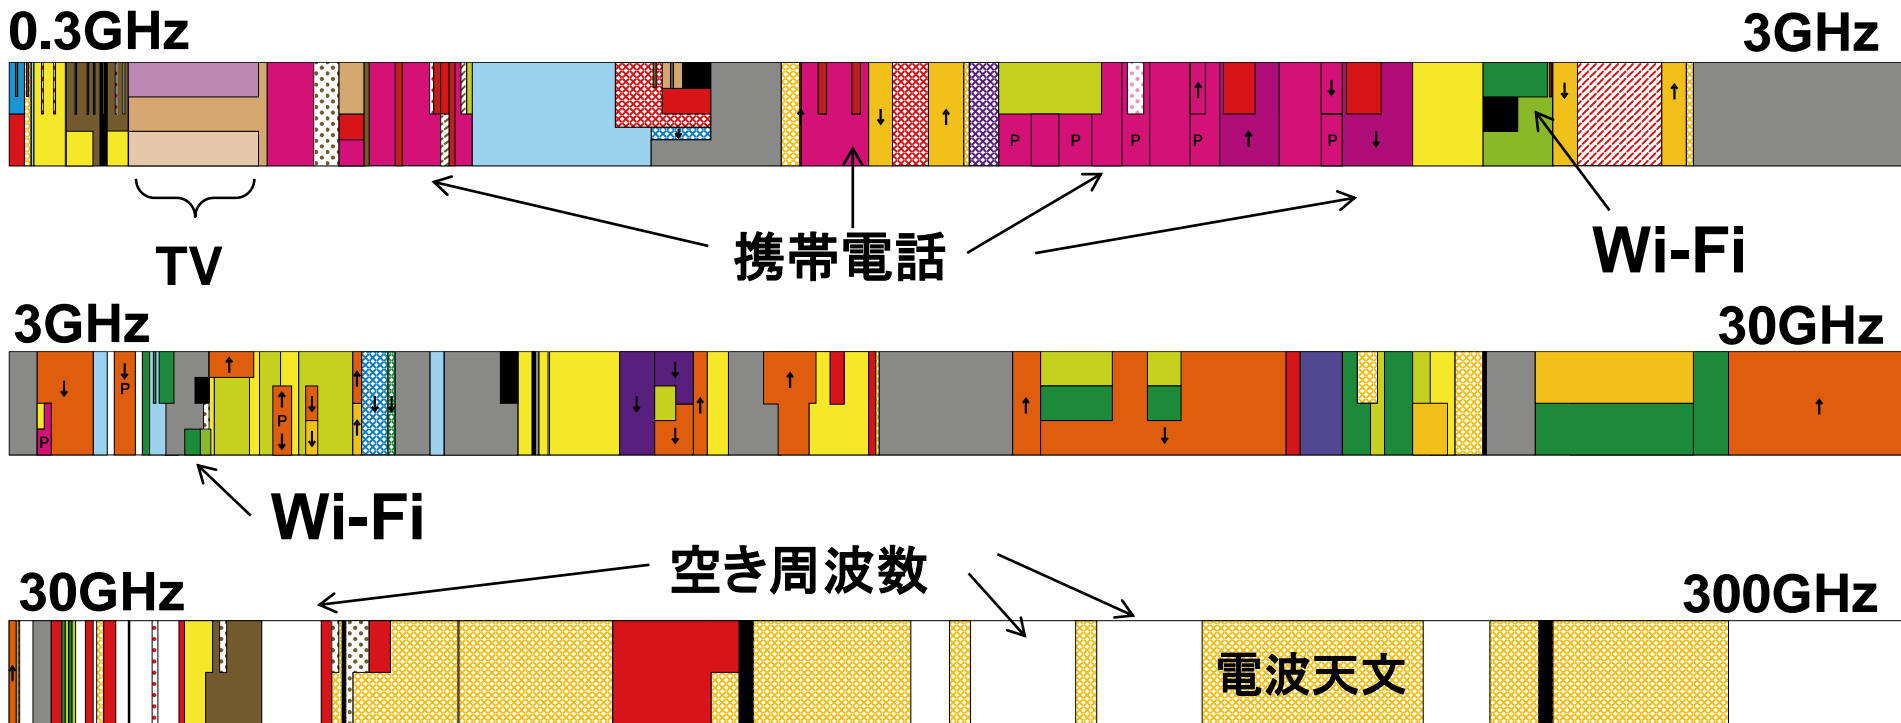 0.3GHz 3GHz
↑ ↓ ↑ ↑ ↓
P P P P ↑ P ↓
TV 携帯電話 Wi-Fi
3GHz 30GHz
P
P
P
Wi-Fi
空き周波数
30GHz 300GHz
電波天文